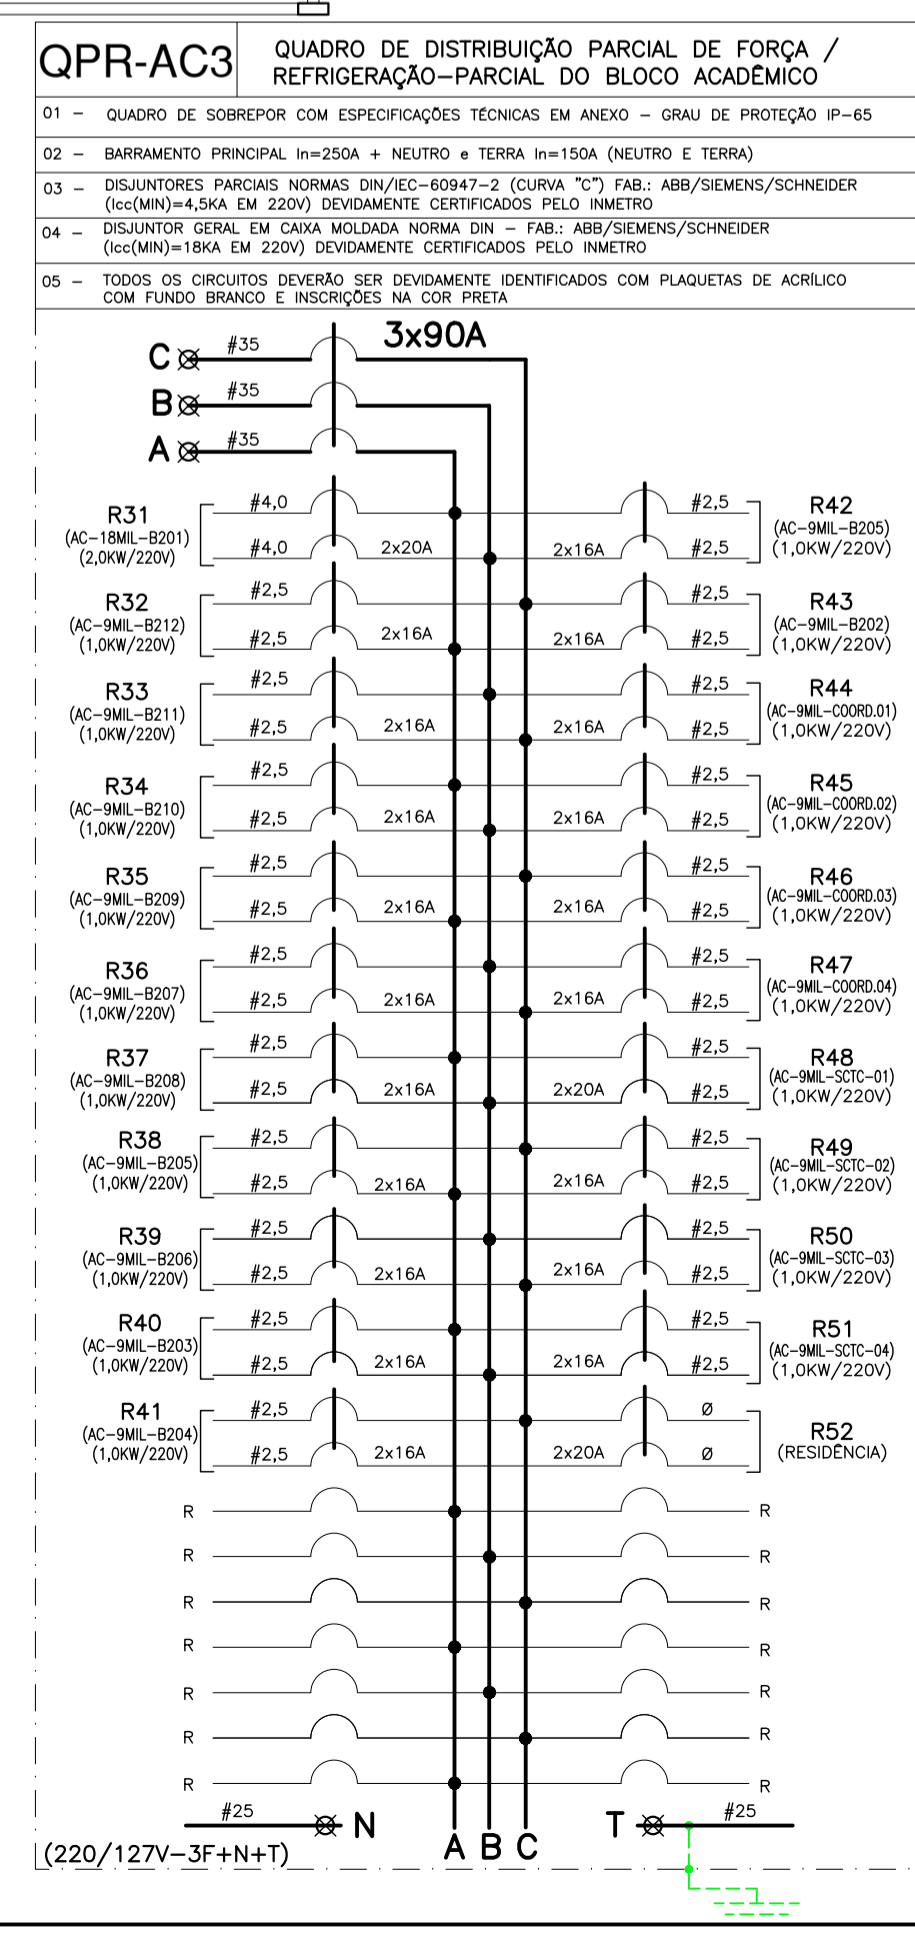 QPR-AC3
QUADRO DE DISTRIBUIÇÃO PARCIAL DE FORÇA /
REFRIGERAÇÃO-PARCIAL DO BLOCO ACADÊMICO
01 - QUADRO DE SOBREPOR COM ESPECIFICAÇÕES TÉCNICAS EM ANEXO - GRAU DE PROTEÇÃO IP-65
02 - BARRAMENTO PRINCIPAL In=250A + NEUTRO e TERRA In=150A (NEUTRO E TERRA)
03 - DISJUNTORES PARCIAIS NORMAS DIN/IEC-60947-2 (CURVA "C") FAB.: ABB/SIEMENS/SCHNEIDER
(Icc(MIN)=4,5KA EM 220V) DEVIDAMENTE CERTIFICADOS PELO INMETRO
04 - DISJUNTOR GERAL EM CAIXA MOLDADA NORMA DIN - FAB.: ABB/SIEMENS/SCHNEIDER
(Icc(MIN)=18KA EM 220V) DEVIDAMENTE CERTIFICADOS PELO INMETRO
05 - TODOS OS CIRCUITOS DEVERÃO SER DEVIDAMENTE IDENTIFICADOS COM PLAQUETAS DE ACRÍLICO
COM FUNDO BRANCO E INSCRIÇÕES NA COR PRETA
3x90A
C #35
B #35
A #35
R31
(AC-18MIL-B201)
(2,0KW/220V)
#4,0
#4,0 2x20A
2x16A
#2,5
#2,5
R42
(AC-9MIL-B205)
(1,0KW/220V)
R32
(AC-9MIL-B212)
(1,0KW/220V)
#2,5
#2,5 2x16A
2x16A
#2,5
#2,5
R43
(AC-9MIL-B202)
(1,0KW/220V)
R33
(AC-9MIL-B211)
(1,0KW/220V)
#2,5
#2,5 2x16A
2x16A
#2,5
#2,5
R44
(AC-9MIL-COORD.01)
(1,0KW/220V)
R34
(AC-9MIL-B210)
(1,0KW/220V)
#2,5
#2,5 2x16A
2x16A
#2,5
#2,5
R45
(AC-9MIL-COORD.02)
(1,0KW/220V)
R35
(AC-9MIL-B209)
(1,0KW/220V)
#2,5
#2,5 2x16A
2x16A
#2,5
#2,5
R46
(AC-9MIL-COORD.03)
(1,0KW/220V)
R36
(AC-9MIL-B207)
(1,0KW/220V)
#2,5
#2,5 2x16A
2x16A
#2,5
#2,5
R47
(AC-9MIL-COORD.04)
(1,0KW/220V)
R37
(AC-9MIL-B208)
(1,0KW/220V)
#2,5
#2,5 2x16A
2x20A
#2,5
#2,5
R48
(AC-9MIL-SCTC-01)
(1,0KW/220V)
R38
(AC-9MIL-B205)
(1,0KW/220V)
#2,5
#2,5 2x16A
2x16A
#2,5
#2,5
R49
(AC-9MIL-SCTC-02)
(1,0KW/220V)
R39
(AC-9MIL-B206)
(1,0KW/220V)
#2,5
#2,5 2x16A
2x16A
#2,5
#2,5
R50
(AC-9MIL-SCTC-03)
(1,0KW/220V)
R40
(AC-9MIL-B203)
(1,0KW/220V)
#2,5
#2,5 2x16A
2x16A
#2,5
#2,5
R51
(AC-9MIL-SCTC-04)
(1,0KW/220V)
R41
(AC-9MIL-B204)
(1,0KW/220V)
#2,5
#2,5 2x16A
2x20A
Ø
Ø
R52
(RESIDÊNCIA)
R R
R R
R R
R R
R R
R R
R R
#25 N
T #25
A B C
(220/127V-3F+N+T)